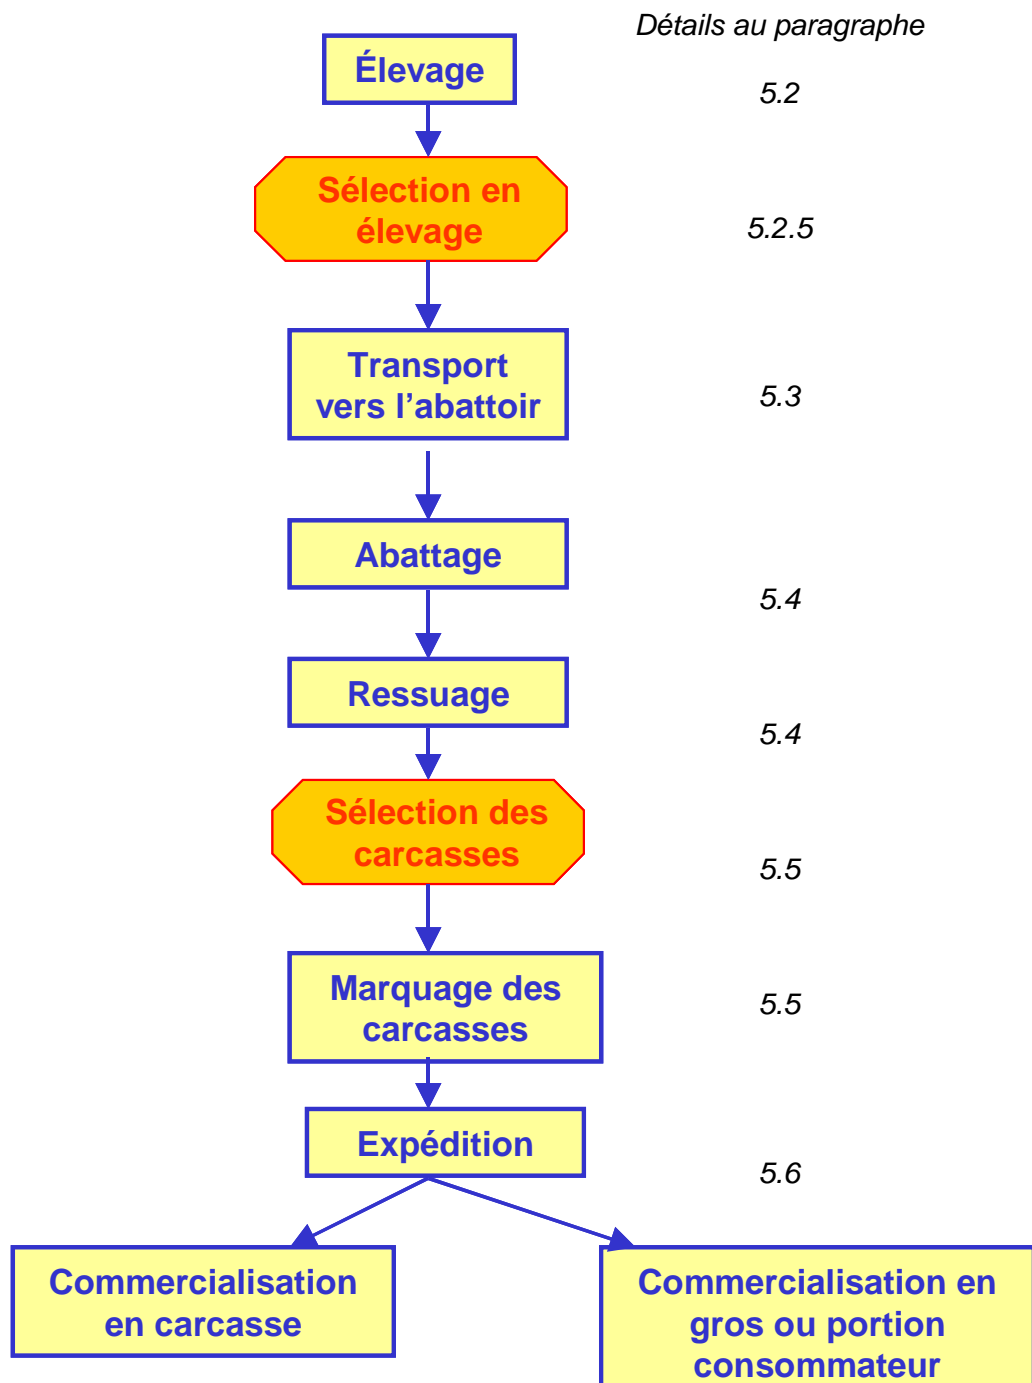 Détails au paragraphe
Élevage
5.2
Sélection en
élevage
5.2.5
Transport
vers l'abattoir
5.3
Abattage
5.4
Ressuage
5.4
Sélection des
carcasses
5.5
Marquage des
carcasses
5.5
Expédition
5.6
Commercialisation
en carcasse
Commercialisation en
gros ou portion
consommateur